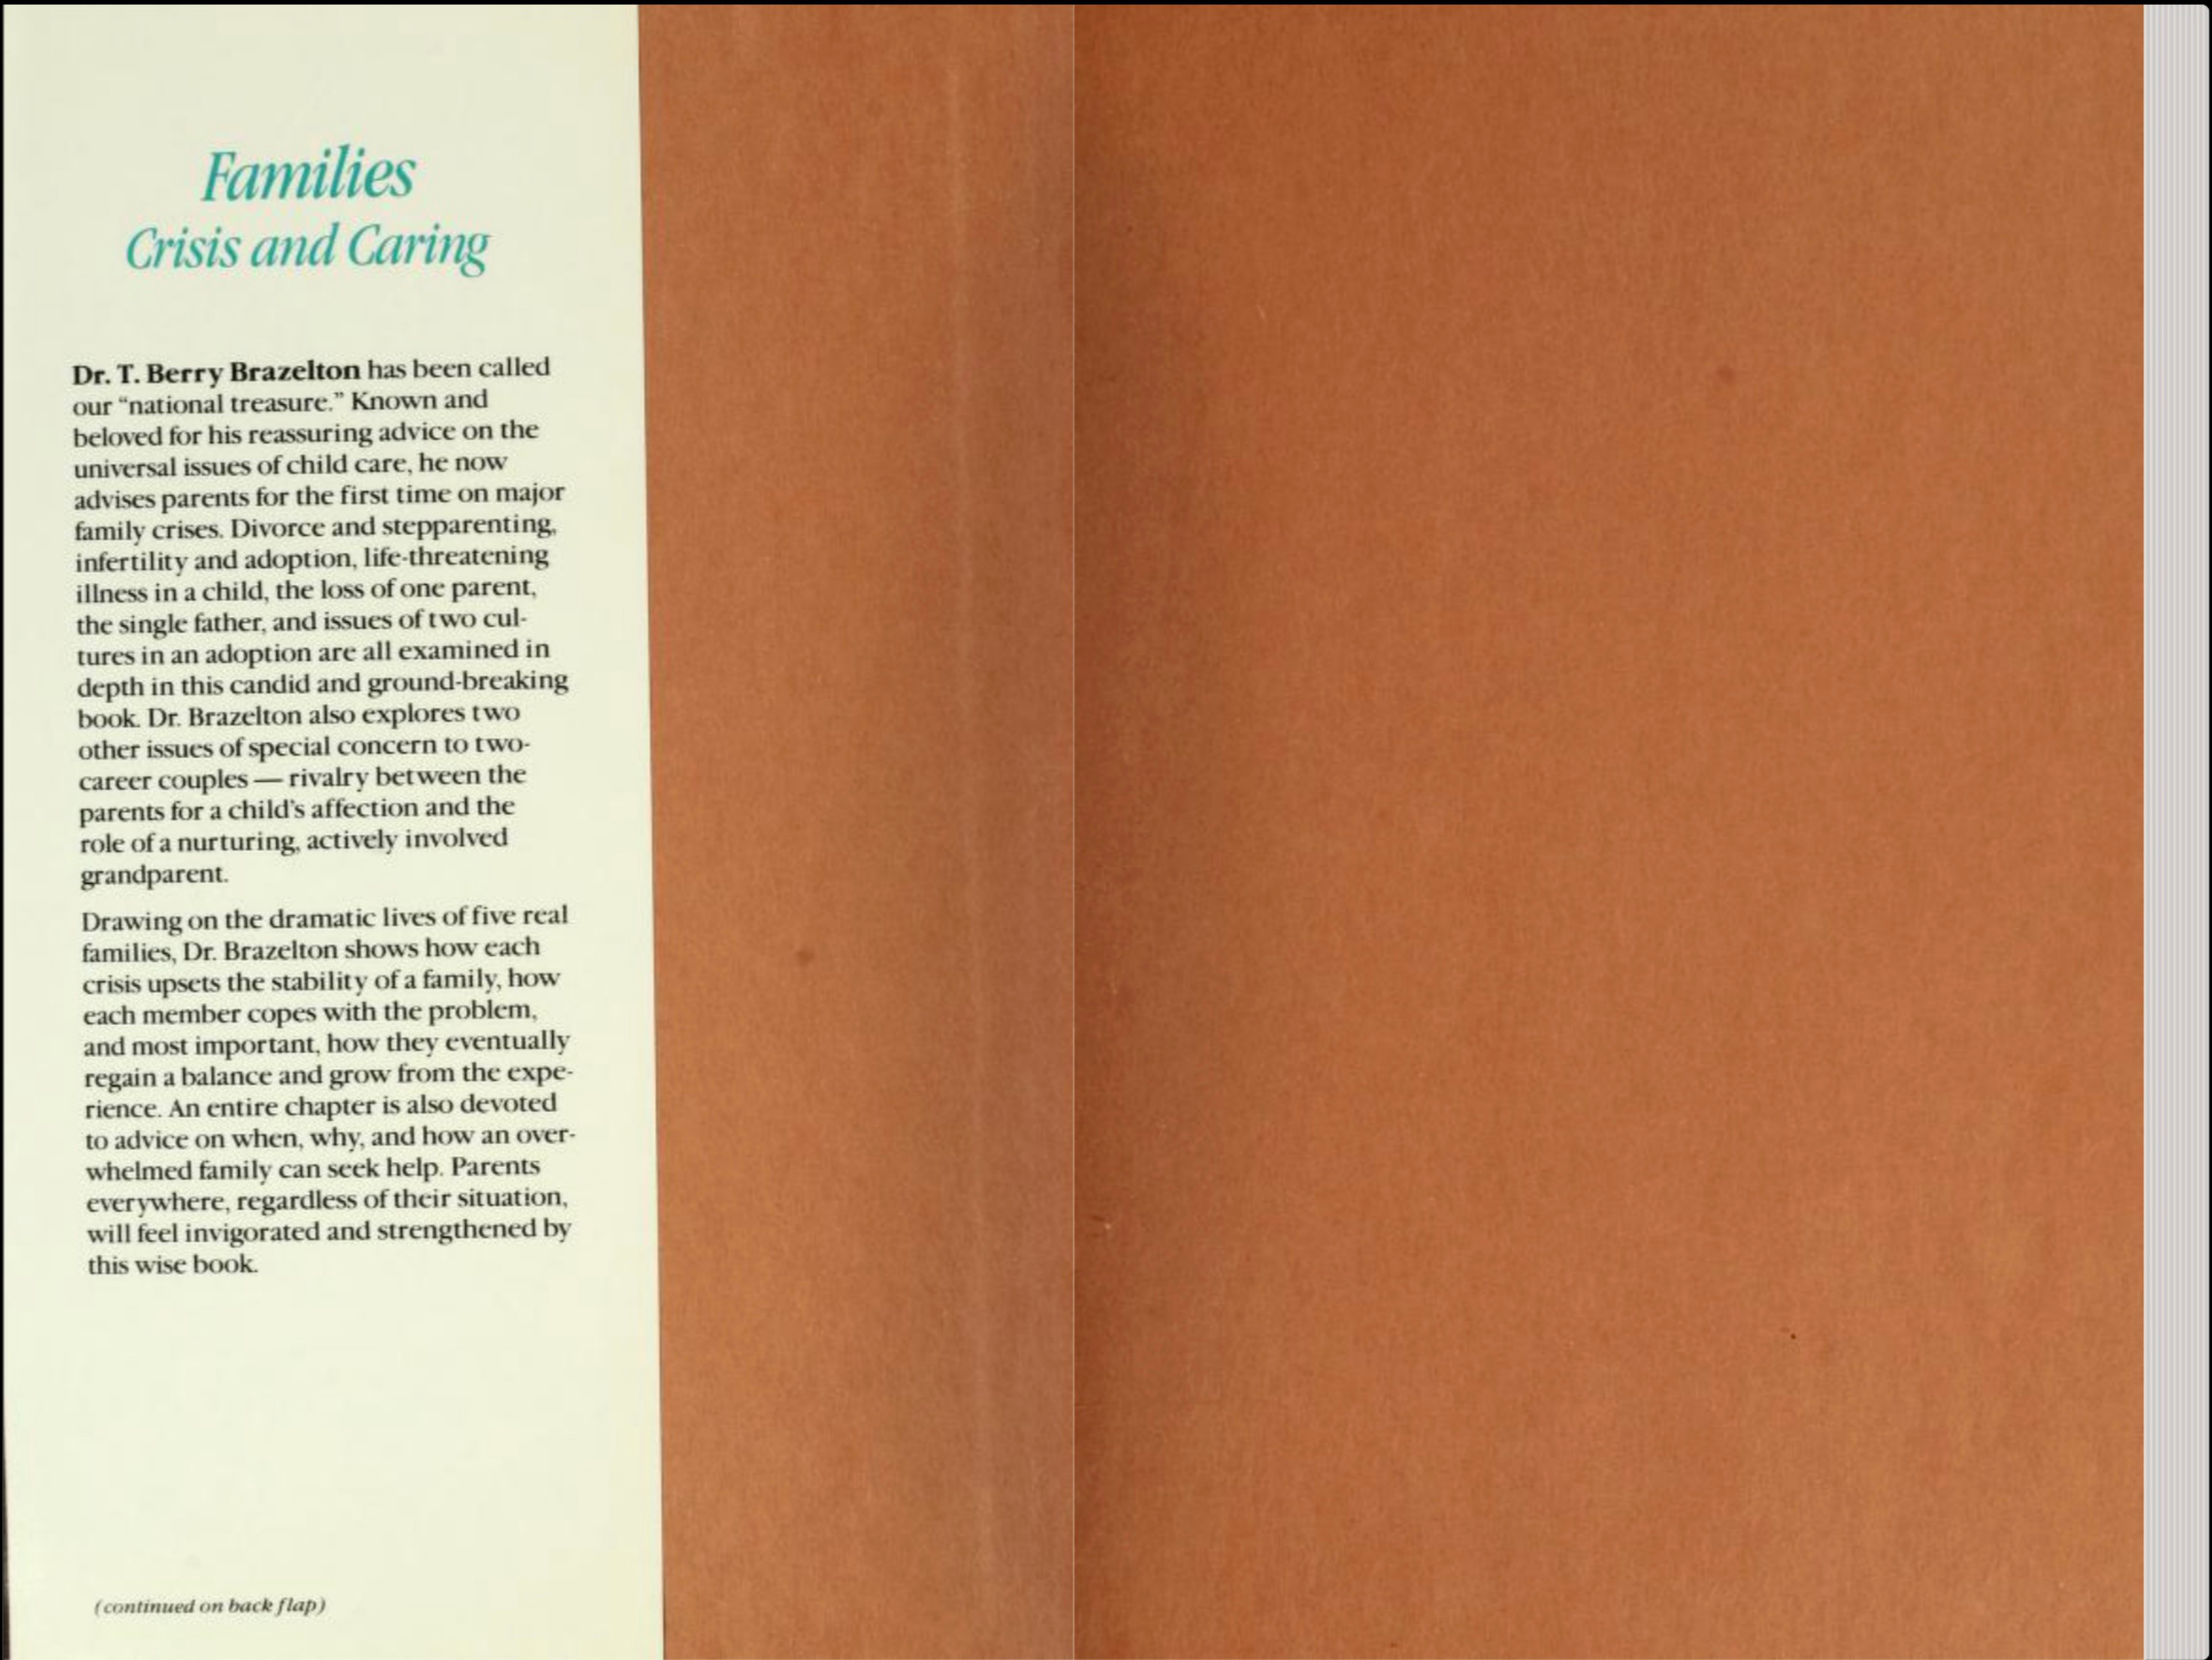 Families
Crisis and Caring
Dr. T. Berry Brazelton has been called
our “national treasure.” Known and
beloved for his reassuring advice on the
universal issues of child care, he now
advises parents for the first time on major
family crises. Divorce and stepparenting,
infertility and adoption, life-threatening
illness in a child, the loss of one parent,
the single father, and issues of two cul-
tures in an adoption are all examined in
depth in this candid and ground-breaking
book. Dr. Brazelton also explores two
other issues of special concern to two-
career couples — rivalry between the
parents for a child’s affection and the
role of a nurturing, actively involved
grandparent.
Drawing on the dramatic lives of five real
families, Dr. Brazelton shows how each
crisis upsets the stability of a family, how
each member copes with the problem,
and most important, how they eventually
regain a balance and grow from the expe-
rience. An entire chapter is also devoted
to advice on when, why, and how an over-
whelmed family can seek help. Parents
everywhere, regardless of their situation,
will feel invigorated and strengthened by
this wise book.
(continued on back flap)